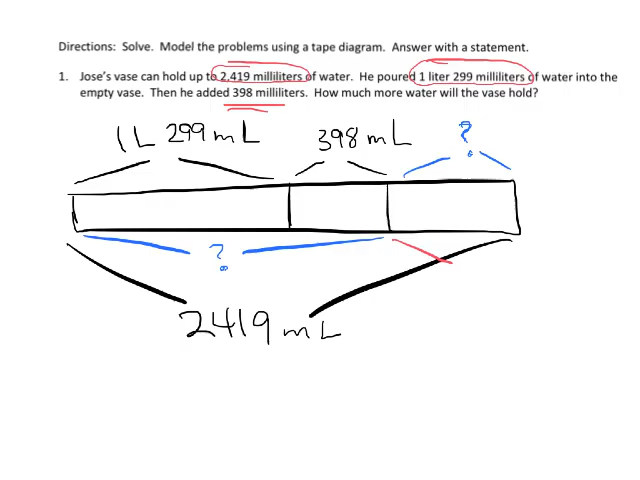 Directions: Solve. Model the problems using a tape diagram. Answer with a statement.
1. Jose's vase can hold up to 2,419 milliliters of water. He poured 1 liter 299 milliliters of water into the
empty vase. Then he added 398 milliliters. How much more water will the vase hold?
1L 299 mL 398 mL ?
?
2419 mL